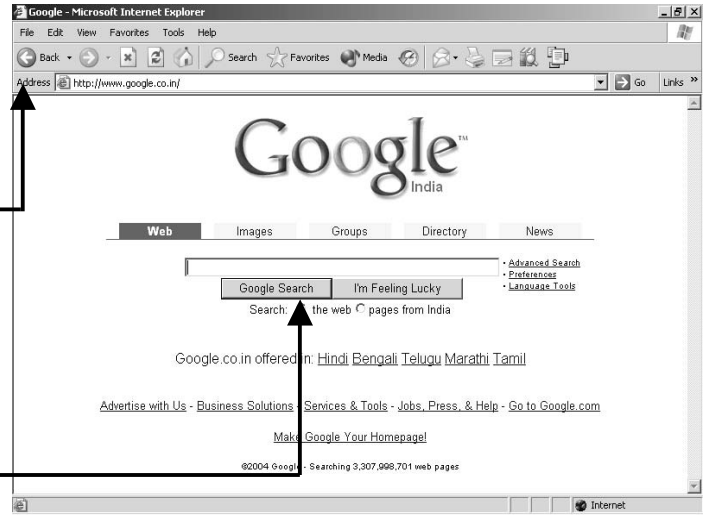 Google - Microsoft Internet Explorer
File Edit View Favorites Tools Help
Back Search Favorites Media
Address http://www.google.co.in/ Go Links »
Google™
India
Web Images Groups Directory News
• Advanced Search
• Preferences
• Language Tools
Google Search I'm Feeling Lucky
Search: the web pages from India
Google.co.in offered in: Hindi Bengali Telugu Marathi Tamil
Advertise with Us - Business Solutions - Services & Tools - Jobs, Press, & Help - Go to Google.com
Make Google Your Homepage!
©2004 Google - Searching 3,307,998,701 web pages
Internet